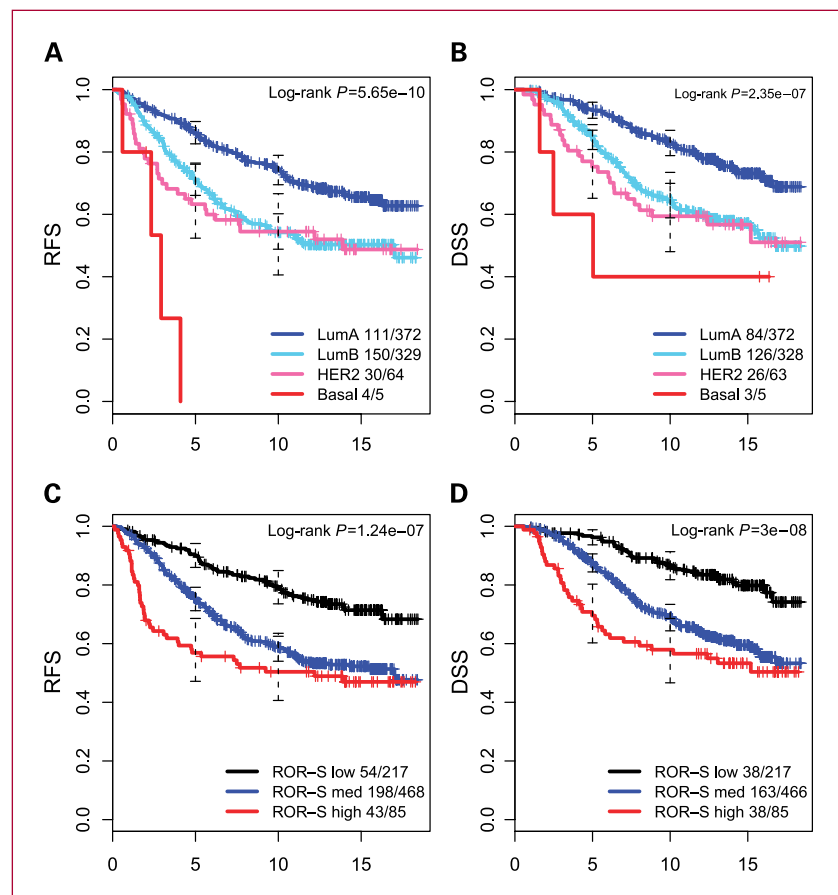 A
Log-rank P=5.65e−10
RFS
1.0
0.8
0.6
0.4
0.2
0.0
LumA 111/372
LumB 150/329
HER2 30/64
Basal 4/5
0 5 10 15
B
Log-rank P=2.35e−07
DSS
1.0
0.8
0.6
0.4
0.2
0.0
LumA 84/372
LumB 126/328
HER2 26/63
Basal 3/5
0 5 10 15
C
Log-rank P=1.24e−07
RFS
1.0
0.8
0.6
0.4
0.2
0.0
ROR−S low 54/217
ROR−S med 198/468
ROR−S high 43/85
0 5 10 15
D
Log-rank P=3e−08
DSS
1.0
0.8
0.6
0.4
0.2
0.0
ROR−S low 38/217
ROR−S med 163/466
ROR−S high 38/85
0 5 10 15